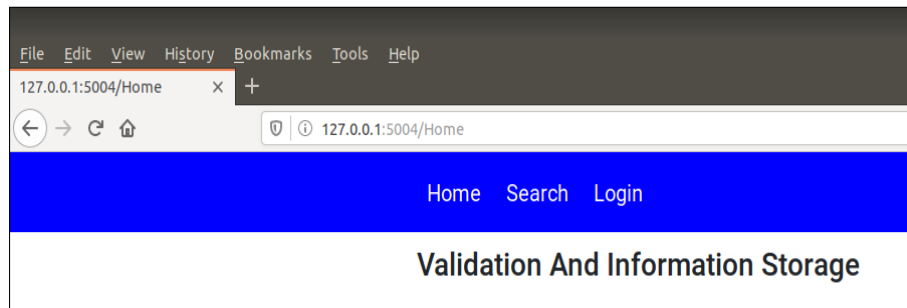 File Edit View History Bookmarks Tools Help
127.0.0.1:5004/Home
127.0.0.1:5004/Home
Home Search Login
Validation And Information Storage